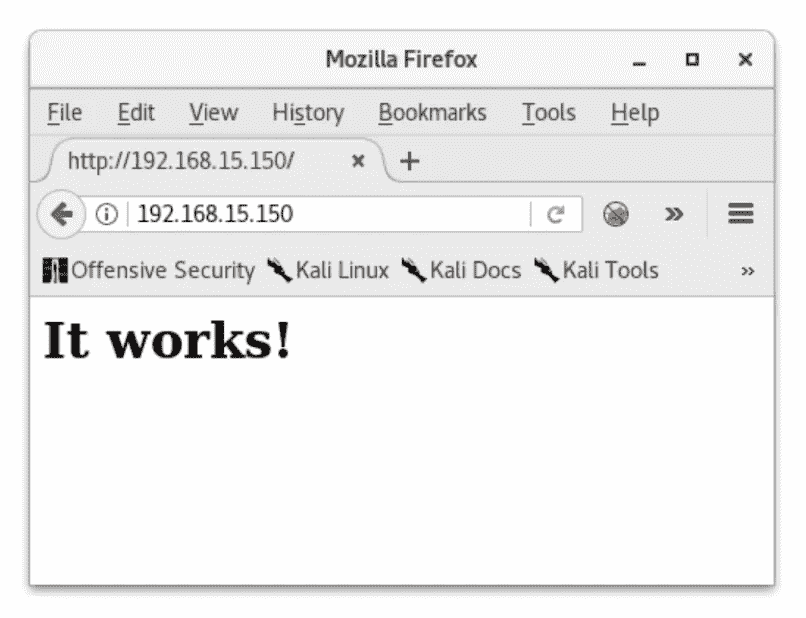 Mozilla Firefox
File Edit View History Bookmarks Tools Help
http://192.168.15.150/
192.168.15.150
Offensive Security Kali Linux Kali Docs Kali Tools
It works!